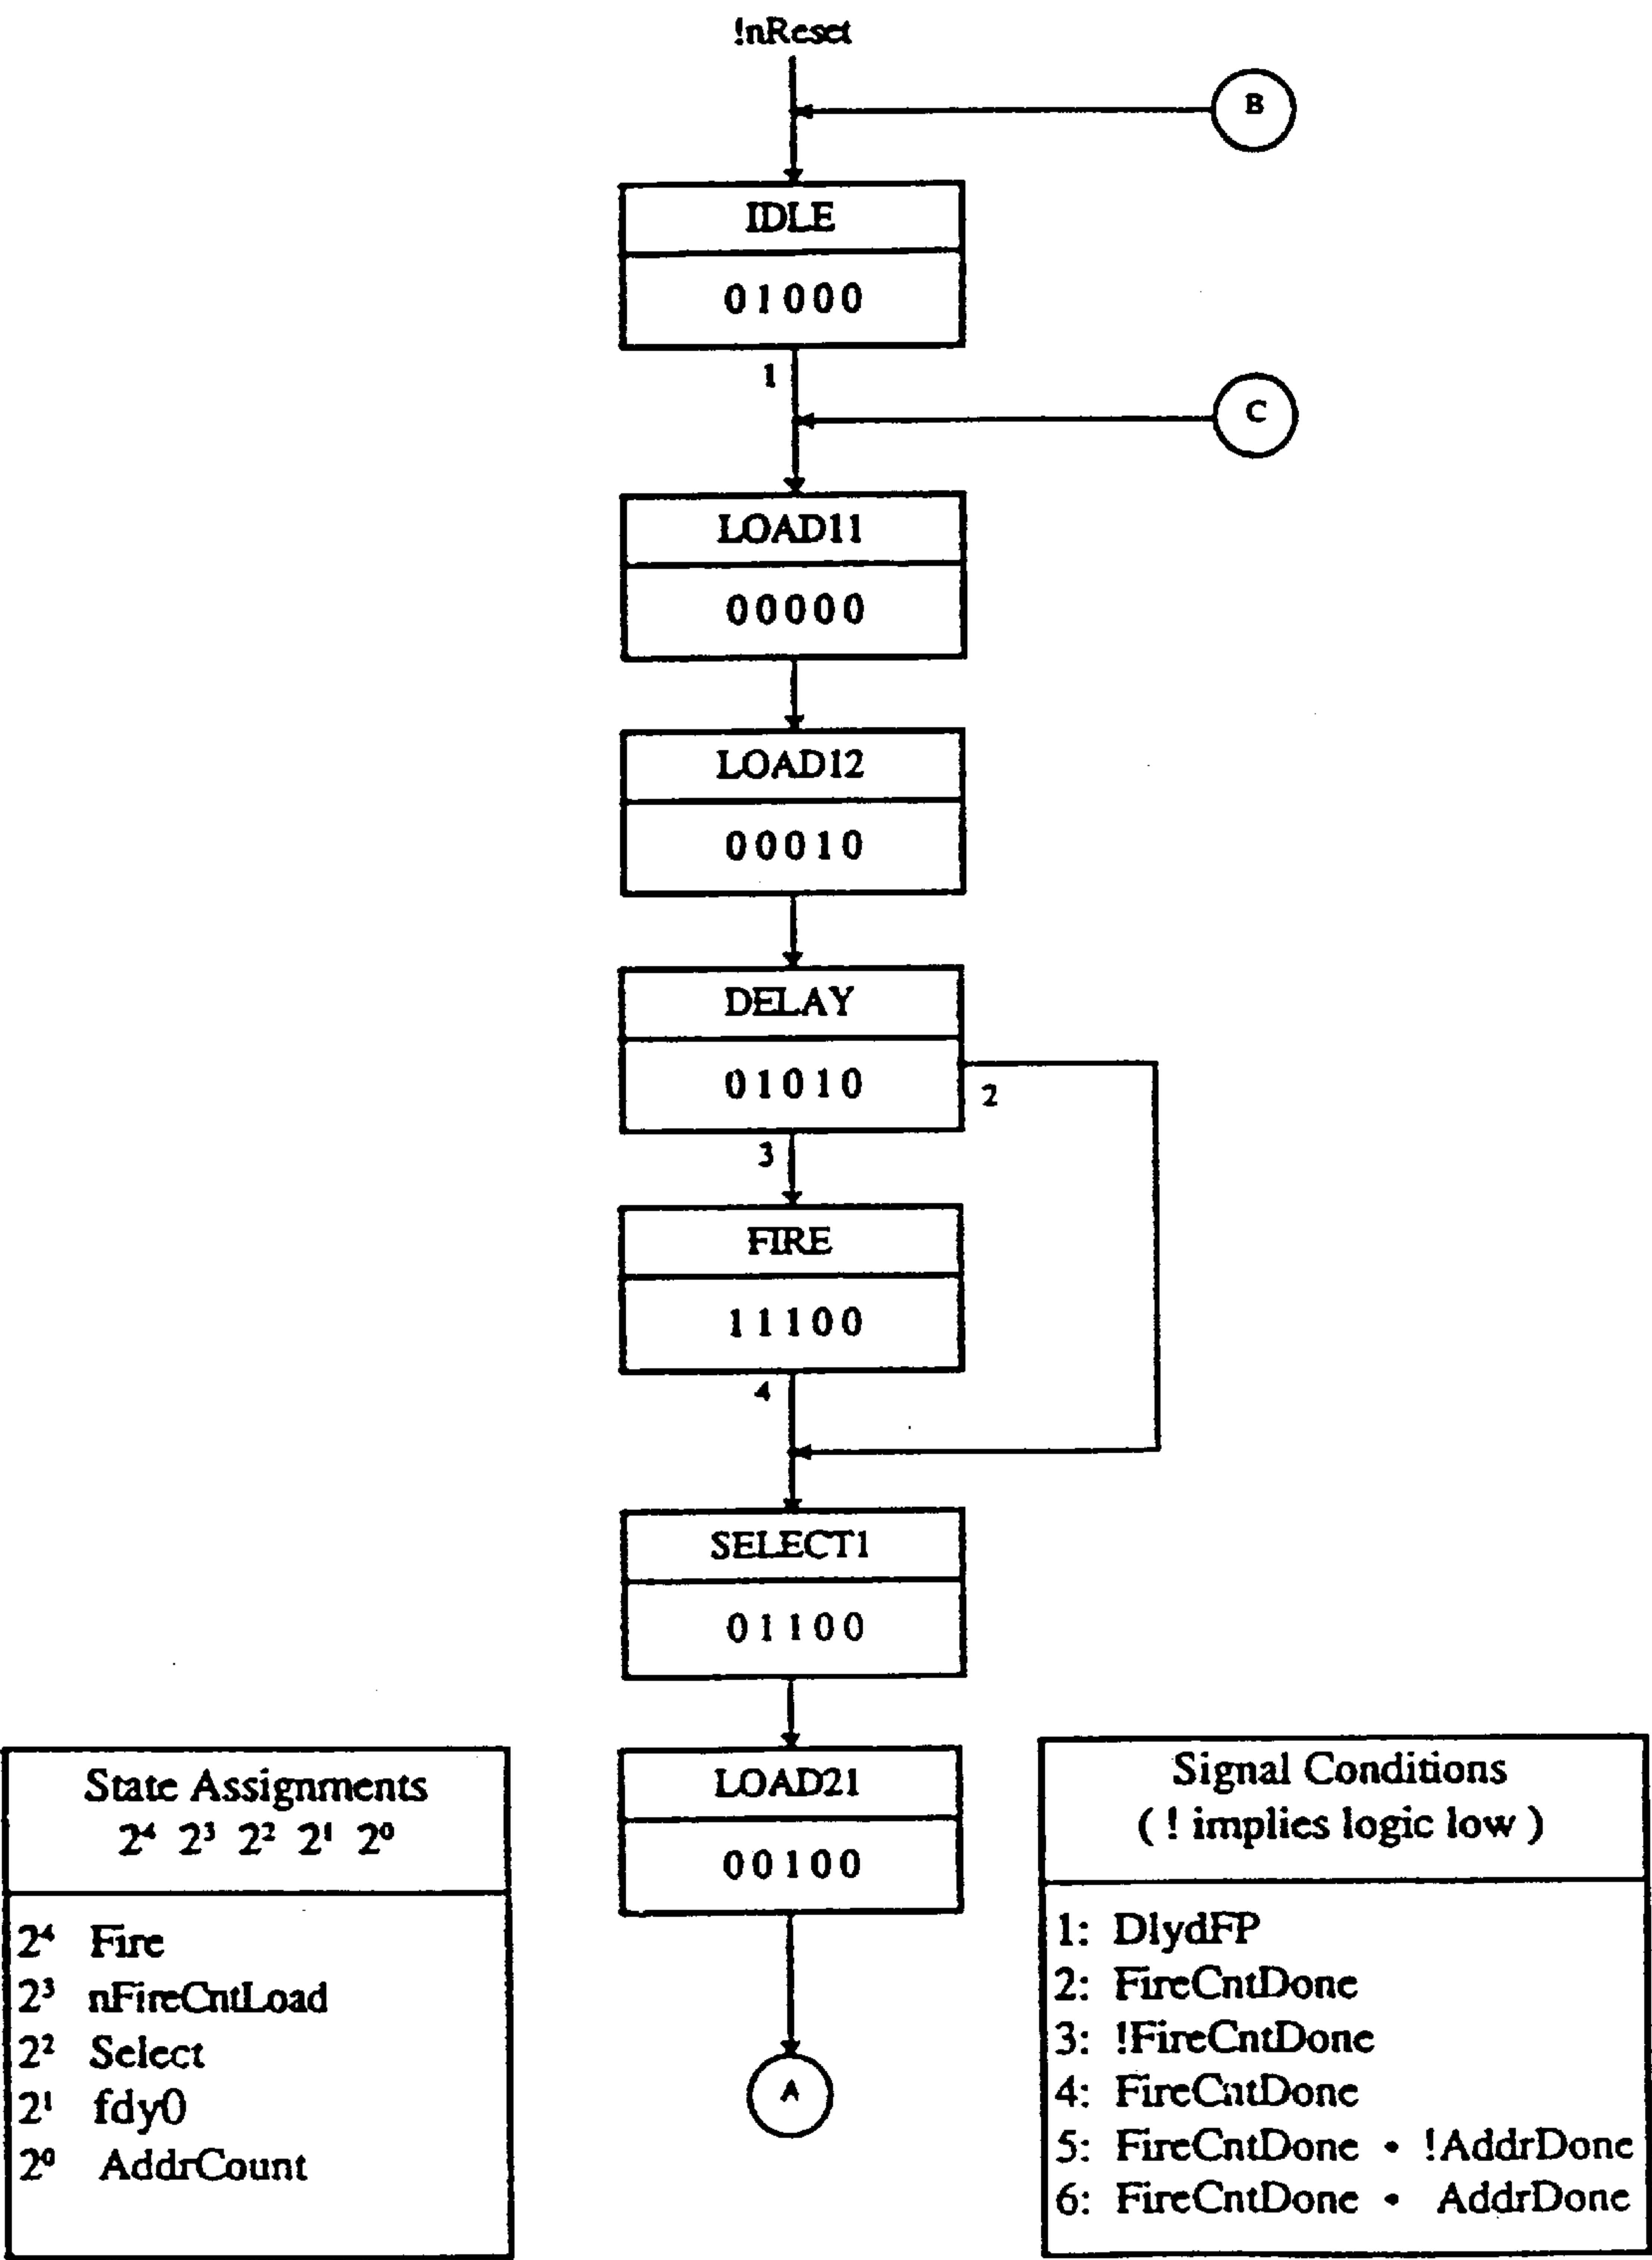 !nReset
B
IDLE
01000
1
C
LOAD11
00000
LOAD12
00010
DELAY
01010
2
3
FIRE
11100
4
SELECT1
01100
LOAD21
00100
A
State Assignments
2⁴ 2³ 2² 2¹ 2⁰
2⁴ Fire
2³ nFireCntLoad
2² Select
2¹ fdy0
2⁰ AddrCount
Signal Conditions
( ! implies logic low )
1: DlydFP
2: FireCntDone
3: !FireCntDone
4: FireCntDone
5: FireCntDone • !AddrDone
6: FireCntDone • AddrDone